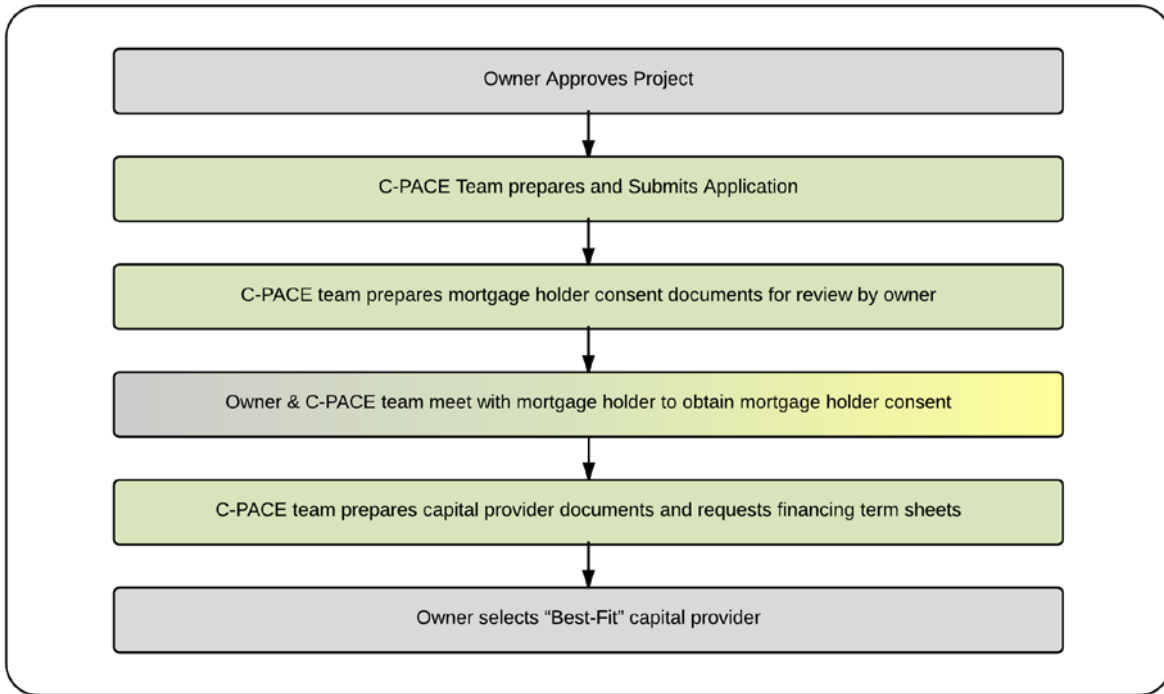 Owner Approves Project
C-PACE Team prepares and Submits Application
C-PACE team prepares mortgage holder consent documents for review by owner
Owner & C-PACE team meet with mortgage holder to obtain mortgage holder consent
C-PACE team prepares capital provider documents and requests financing term sheets
Owner selects “Best-Fit” capital provider